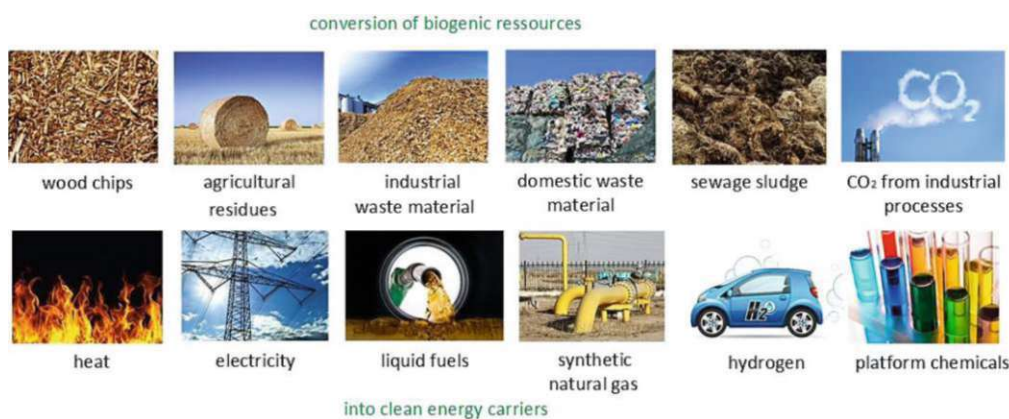 conversion of biogenic ressources
CO₂
wood chips
agricultural
residues
industrial
waste material
domestic waste
material
sewage sludge
CO₂ from industrial
processes
H₂
heat
electricity
liquid fuels
synthetic
natural gas
hydrogen
platform chemicals
into clean energy carriers